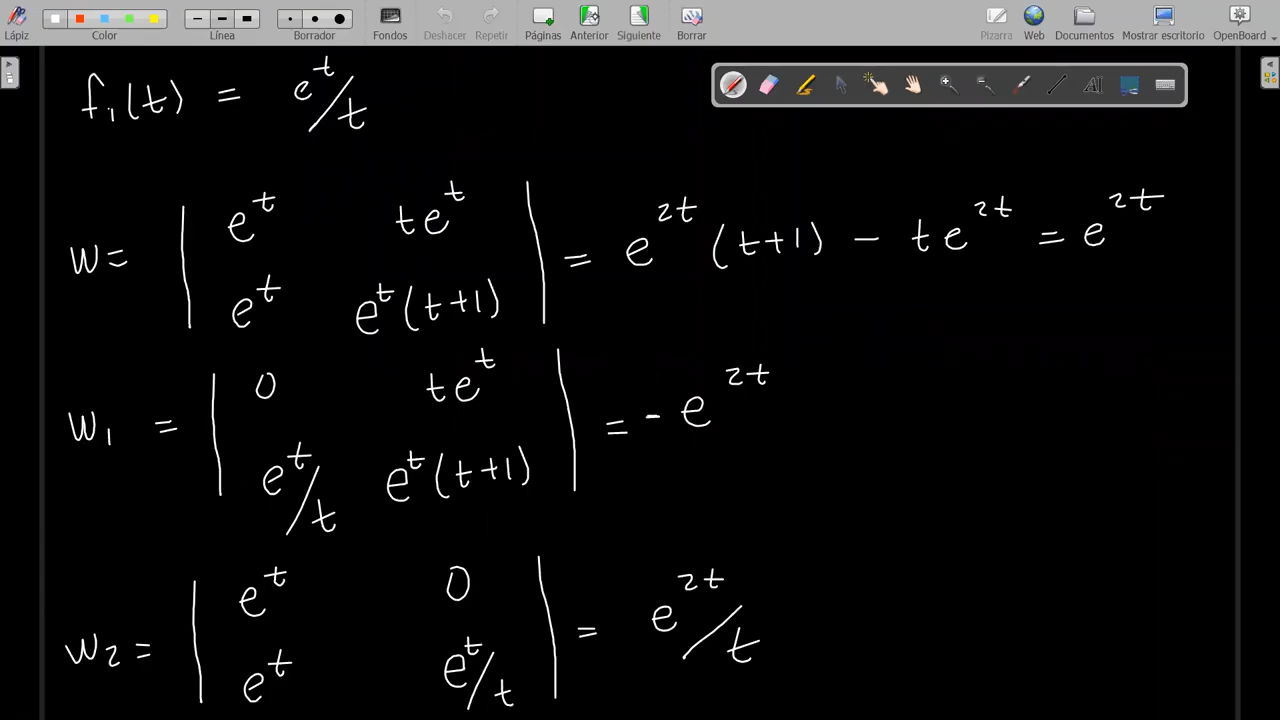 Lápiz Color Línea Borrador Fondos Deshacer Repetir Páginas Anterior Siguiente Borrar Pizarra Web Documentos Mostrar escritorio OpenBoard
f₁(t) = e^t/t
W = | e^t te^t | = e^{2t} (t+1) - te^{2t} = e^{2t}
| e^t e^t(t+1) |
W₁ = | 0 te^t | = - e^{2t}
| e^t/t e^t(t+1) |
W₂ = | e^t 0 | = e^{2t}/t
| e^t e^t/t |